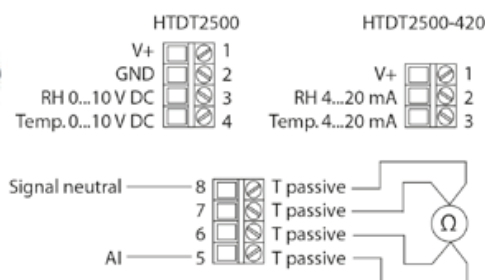 HTDT2500
V+ 1
GND 2
RH 0...10 V DC 3
Temp. 0...10 V DC 4
HTDT2500-420
V+ 1
RH 4...20 mA 2
Temp. 4...20 mA 3
Signal neutral 8 T passive
7 T passive
6 T passive
AI 5 T passive
Ω